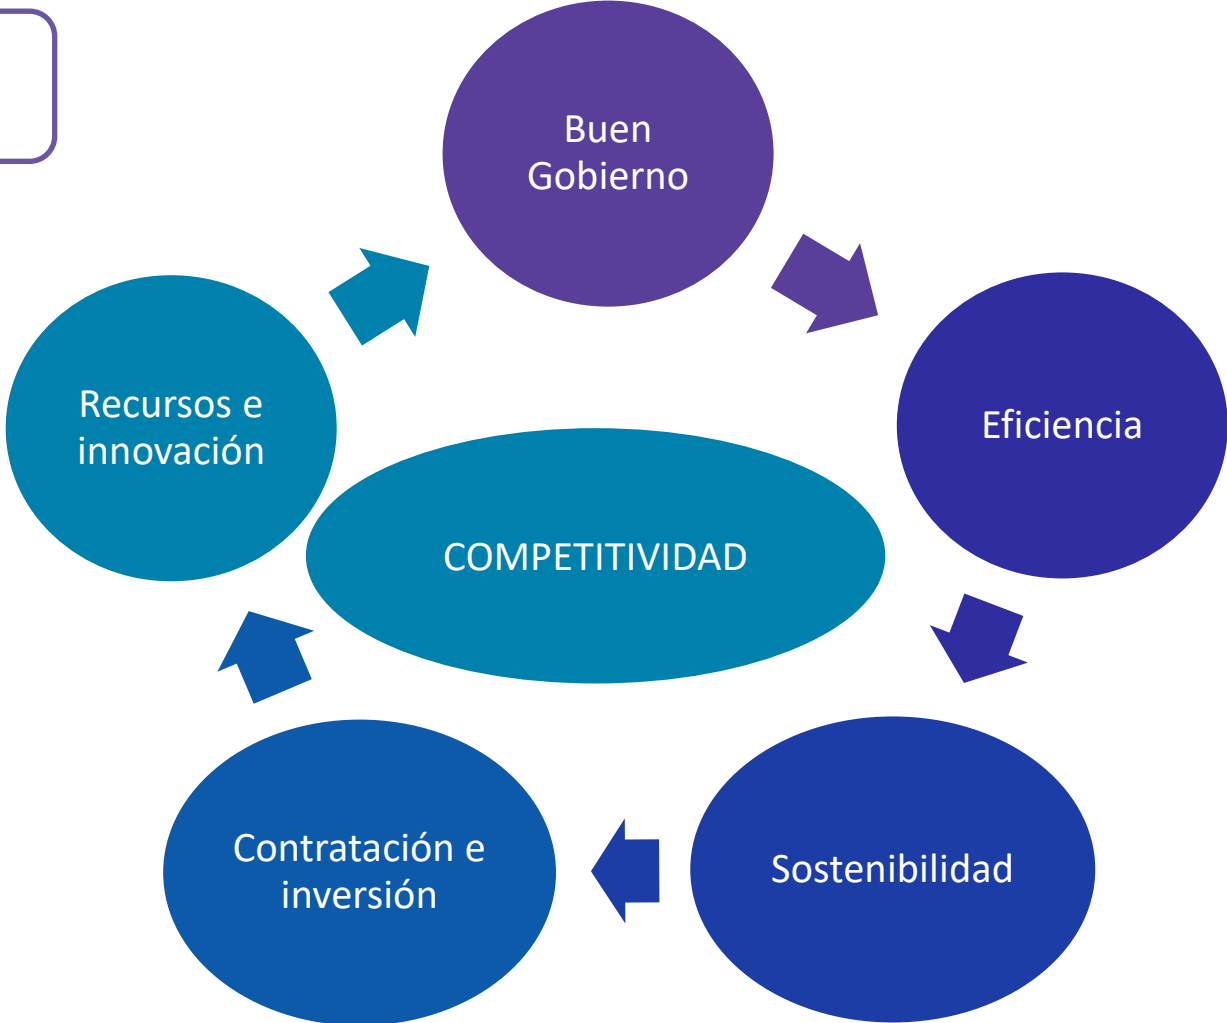 Buen
Gobierno
Eficiencia
Sostenibilidad
Contratación e
inversión
Recursos e
innovación
COMPETITIVIDAD